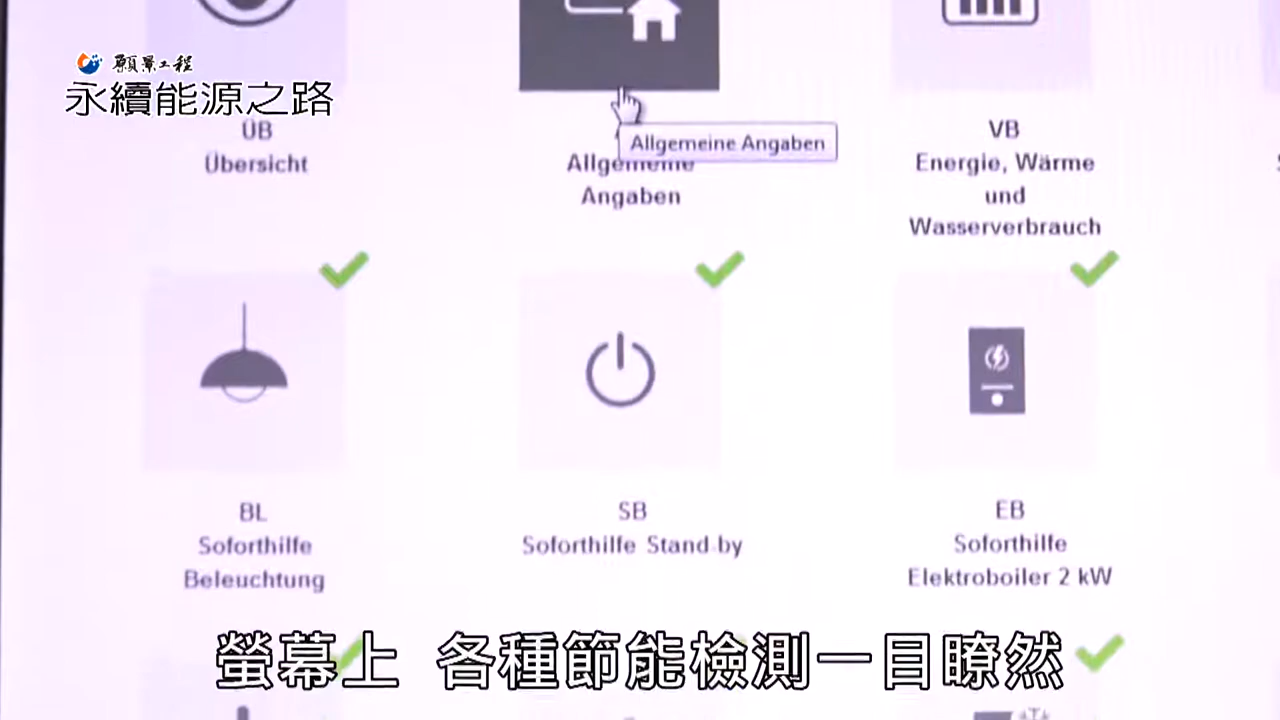 願景工程
永續能源之路
ÜB
Übersicht
Allgemeine Angaben
Allgemeine
Angaben
VB
Energie, Wärme
und
Wasserverbrauch
BL
Soforthilfe
Beleuchtung
SB
Soforthilfe Stand by
EB
Soforthilfe
Elektroboiler 2 kW
螢幕上 各種節能檢測一目瞭然